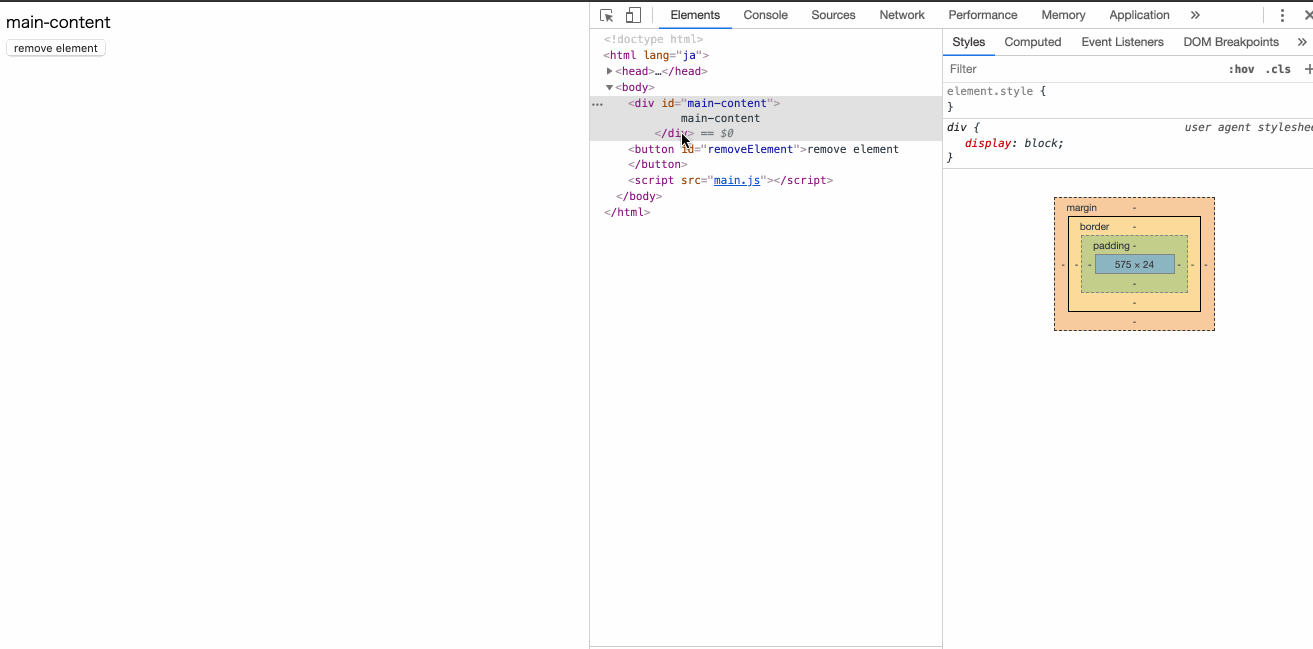 main-content
remove element
Elements Console Sources Network Performance Memory Application »
<!doctype html>
<html lang="ja">
<head>…</head>
<body>
<div id="main-content">
main-content
</div> == $0
<button id="removeElement">remove element
</button>
<script src="main.js"></script>
</body>
</html>
Styles Computed Event Listeners DOM Breakpoints »
Filter :hov .cls +
element.style {
}
div { user agent styleshee
display: block;
}
margin -
border -
padding -
- - - 575 × 24 - - -
-
-
-